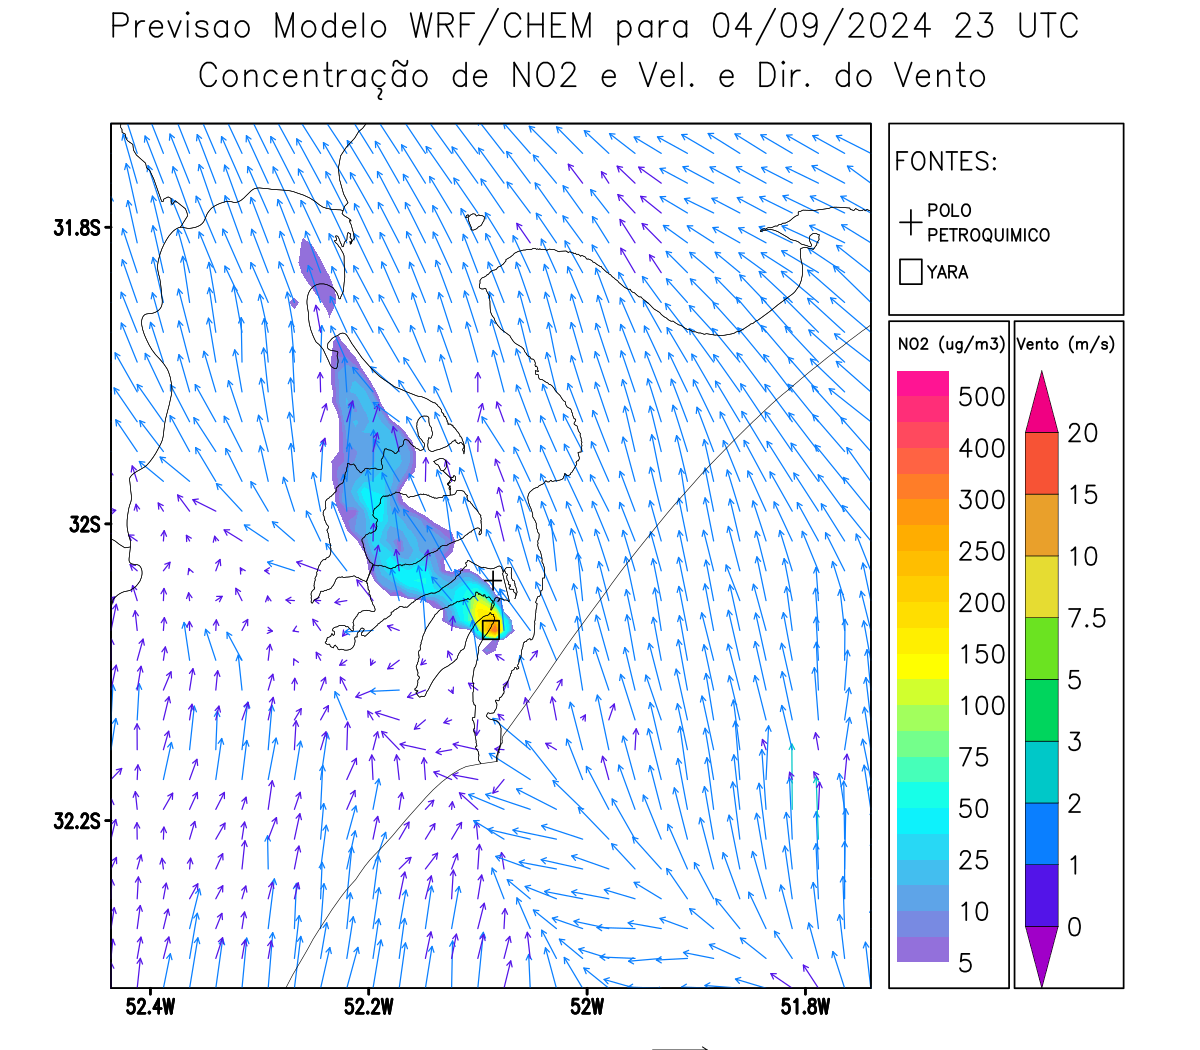 Previsao Modelo WRF/CHEM para 04/09/2024 23 UTC
Concentração de NO2 e Vel. e Dir. do Vento
FONTES:
POLO
PETROQUIMICO
YARA
31.8S
32S
32.2S
52.4W
52.2W
52W
51.8W
NO2 (ug/m3)
500
400
300
250
200
150
100
75
50
25
10
5
Vento (m/s)
20
15
10
7.5
5
3
2
1
0